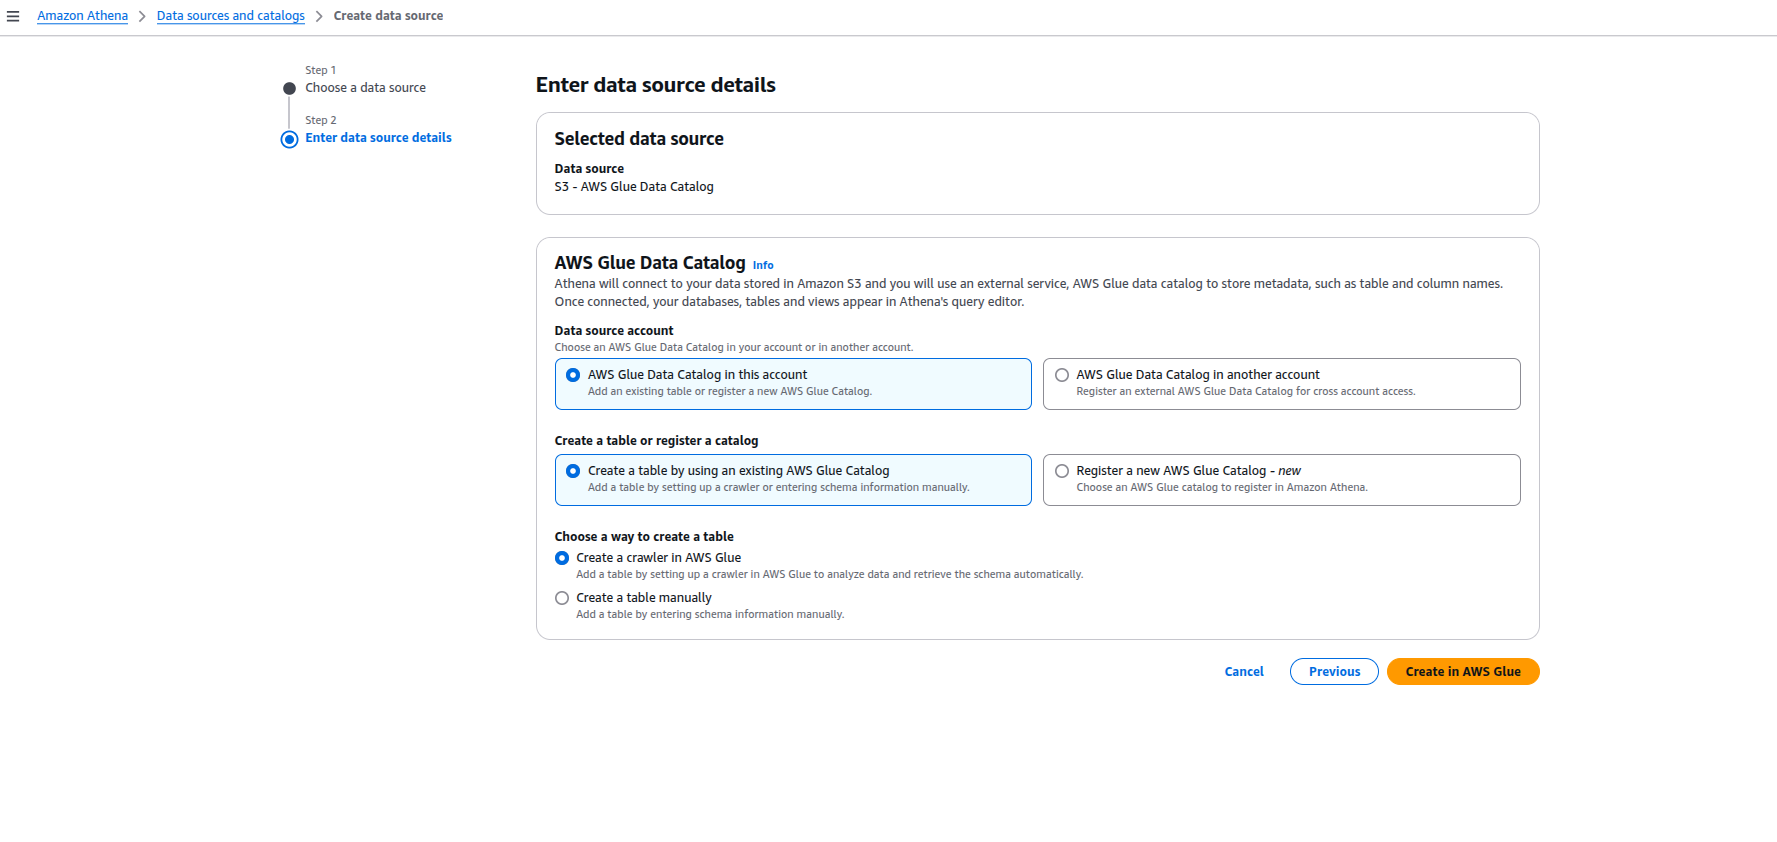 Amazon Athena > Data sources and catalogs > Create data source
Step 1
Choose a data source
Step 2
Enter data source details
Enter data source details
Selected data source
Data source
S3 - AWS Glue Data Catalog
AWS Glue Data Catalog Info
Athena will connect to your data stored in Amazon S3 and you will use an external service, AWS Glue data catalog to store metadata, such as table and column names.
Once connected, your databases, tables and views appear in Athena's query editor.
Data source account
Choose an AWS Glue Data Catalog in your account or in another account.
AWS Glue Data Catalog in this account
Add an existing table or register a new AWS Glue Catalog.
AWS Glue Data Catalog in another account
Register an external AWS Glue Data Catalog for cross account access.
Create a table or register a catalog
Create a table by using an existing AWS Glue Catalog
Add a table by setting up a crawler or entering schema information manually.
Register a new AWS Glue Catalog - new
Choose an AWS Glue catalog to register in Amazon Athena.
Choose a way to create a table
Create a crawler in AWS Glue
Add a table by setting up a crawler in AWS Glue to analyze data and retrieve the schema automatically.
Create a table manually
Add a table by entering schema information manually.
Cancel Previous Create in AWS Glue